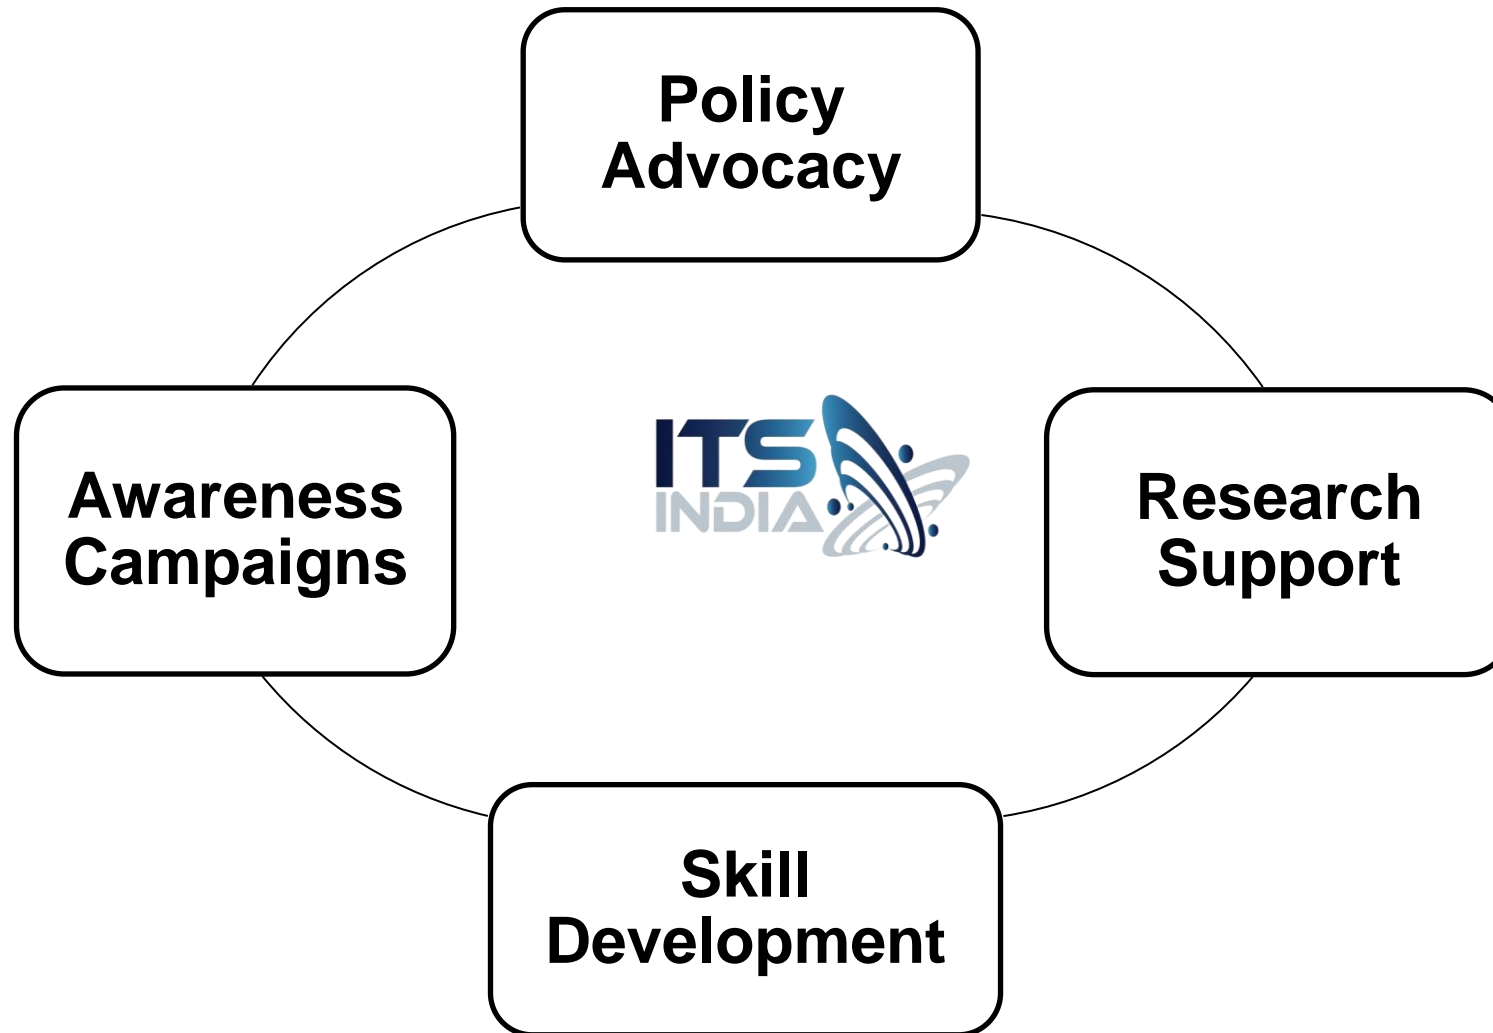 Policy
Advocacy
Awareness
Campaigns
ITS
INDIA
Research
Support
Skill
Development